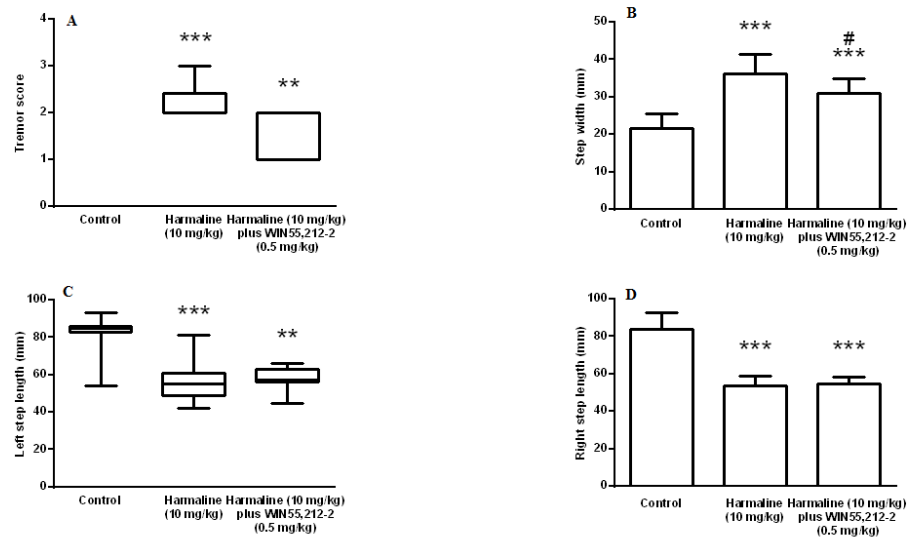 A
Tremor score
4
3
2
1
0
***
**
Control
Harmaline
(10 mg/kg)
Harmaline (10 mg/kg)
plus WIN55,212-2
(0.5 mg/kg)
B
Step width (mm)
50
40
30
20
10
0
***
#
***
Control
Harmaline
(10 mg/kg)
Harmaline (10 mg/kg)
plus WIN55,212-2
(0.5 mg/kg)
C
Left step length (mm)
100
80
60
40
20
0
***
**
Control
Harmaline
(10 mg/kg)
Harmaline (10 mg/kg)
plus WIN55,212-2
(0.5 mg/kg)
D
Right step length (mm)
100
80
60
40
20
0
***
***
Control
Harmaline
(10 mg/kg)
Harmaline (10 mg/kg)
plus WIN55,212-2
(0.5 mg/kg)